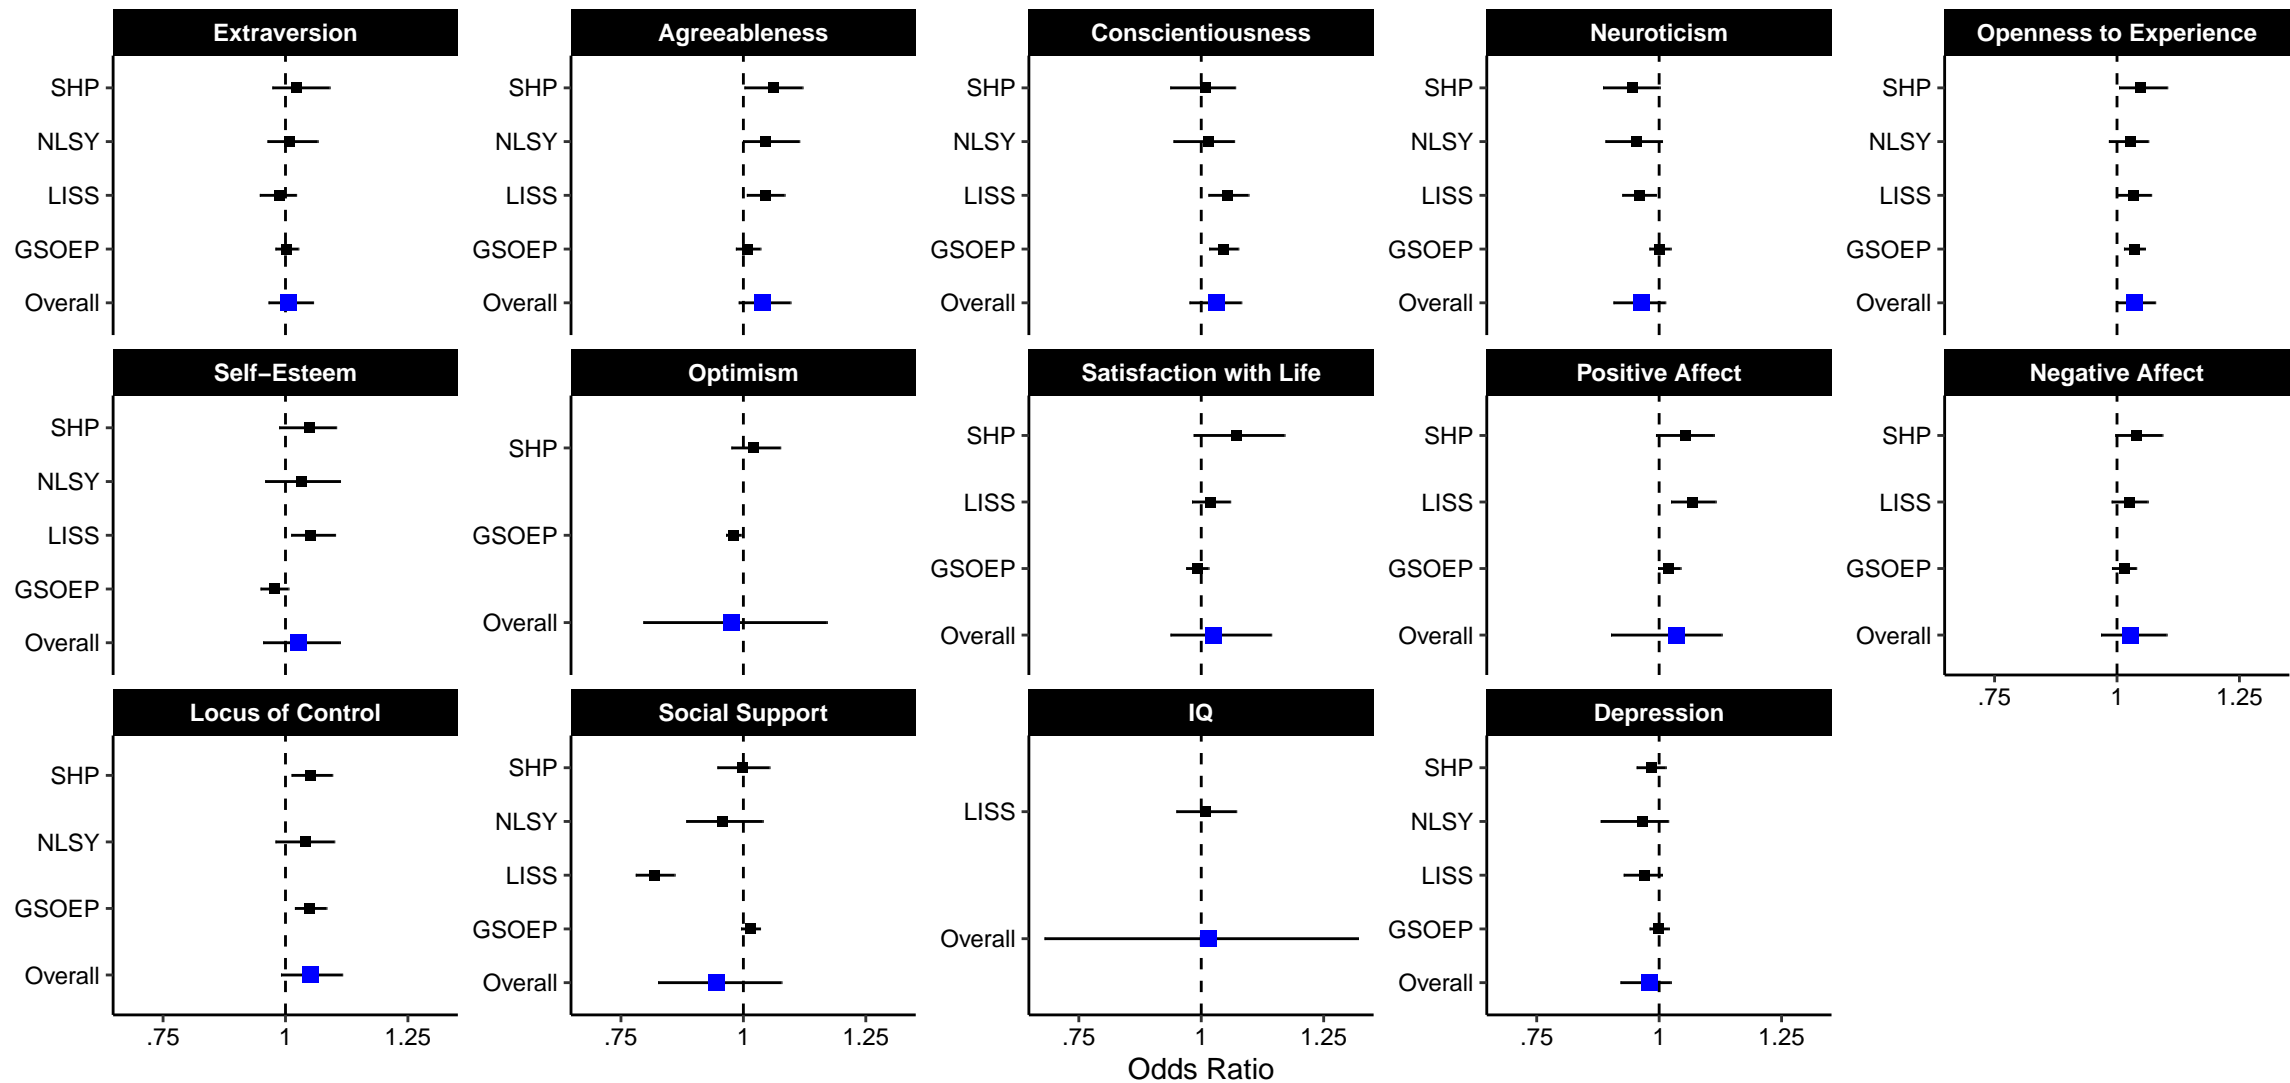 Extraversion
SHP
NLSY
LISS
GSOEP
Overall
Agreeableness
SHP
NLSY
LISS
GSOEP
Overall
Conscientiousness
SHP
NLSY
LISS
GSOEP
Overall
Neuroticism
SHP
NLSY
LISS
GSOEP
Overall
Openness to Experience
SHP
NLSY
LISS
GSOEP
Overall
Self−Esteem
SHP
NLSY
LISS
GSOEP
Overall
Optimism
SHP
GSOEP
Overall
Satisfaction with Life
SHP
LISS
GSOEP
Overall
Positive Affect
SHP
LISS
GSOEP
Overall
Negative Affect
SHP
LISS
GSOEP
Overall
.75 1 1.25
Locus of Control
SHP
NLSY
GSOEP
Overall
.75 1 1.25
Social Support
SHP
NLSY
LISS
GSOEP
Overall
.75 1 1.25
IQ
LISS
Overall
.75 1 1.25
Depression
SHP
NLSY
LISS
GSOEP
Overall
.75 1 1.25
Odds Ratio